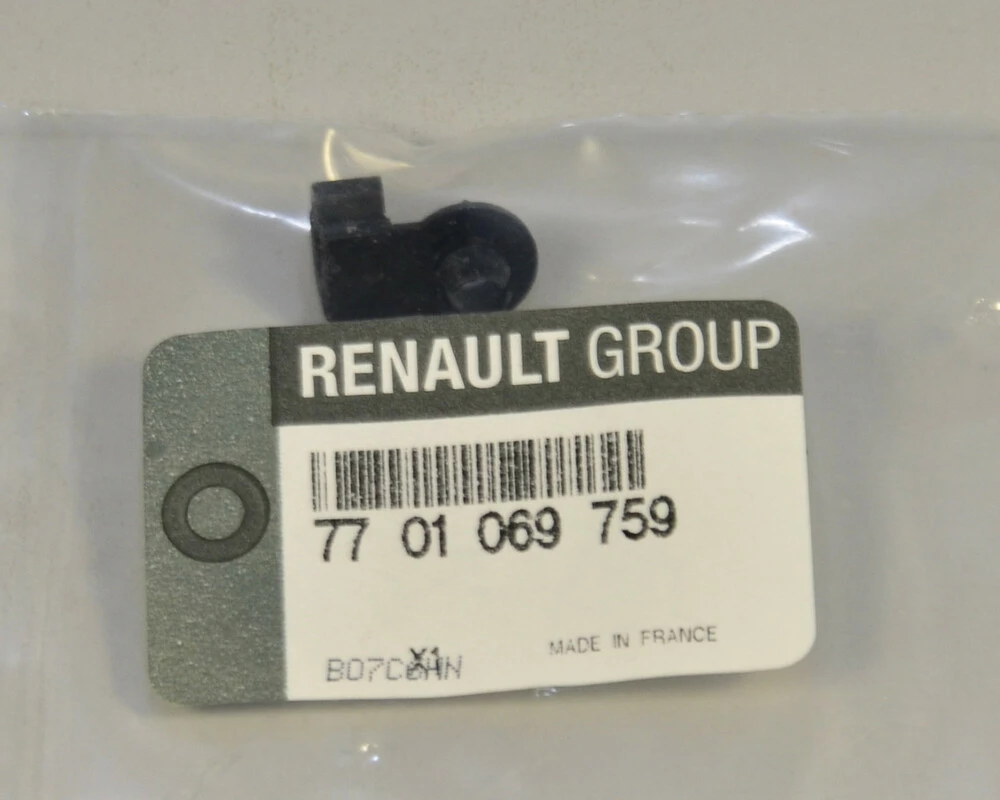 RENAULT GROUP
77 01 069 759
X1
MADE IN FRANCE